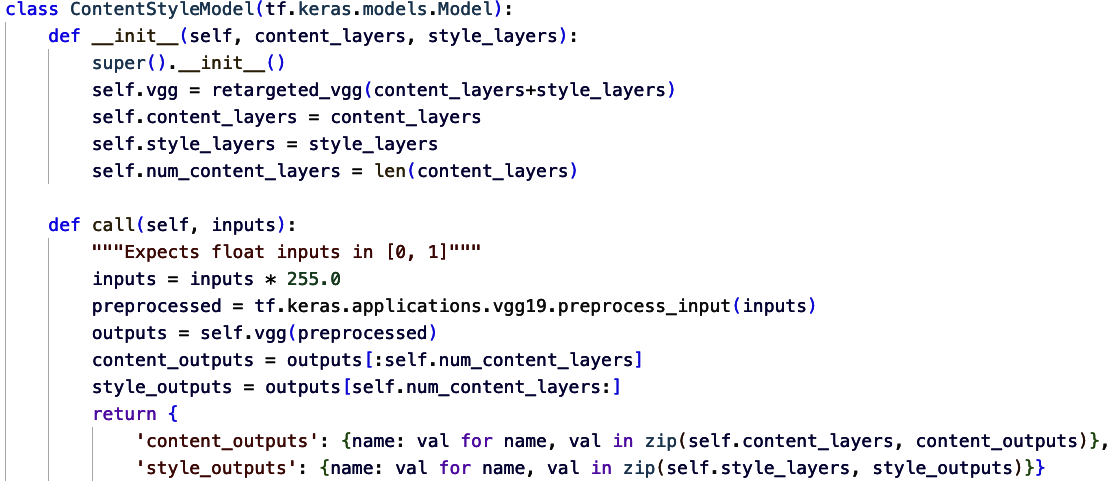 class ContentStyleModel(tf.keras.models.Model):
    def __init__(self, content_layers, style_layers):
        super().__init__()
        self.vgg = retargeted_vgg(content_layers+style_layers)
        self.content_layers = content_layers
        self.style_layers = style_layers
        self.num_content_layers = len(content_layers)

    def call(self, inputs):
        """Expects float inputs in [0, 1]"""
        inputs = inputs * 255.0
        preprocessed = tf.keras.applications.vgg19.preprocess_input(inputs)
        outputs = self.vgg(preprocessed)
        content_outputs = outputs[:self.num_content_layers]
        style_outputs = outputs[self.num_content_layers:]
        return {
            'content_outputs': {name: val for name, val in zip(self.content_layers, content_outputs)},
            'style_outputs': {name: val for name, val in zip(self.style_layers, style_outputs)}}